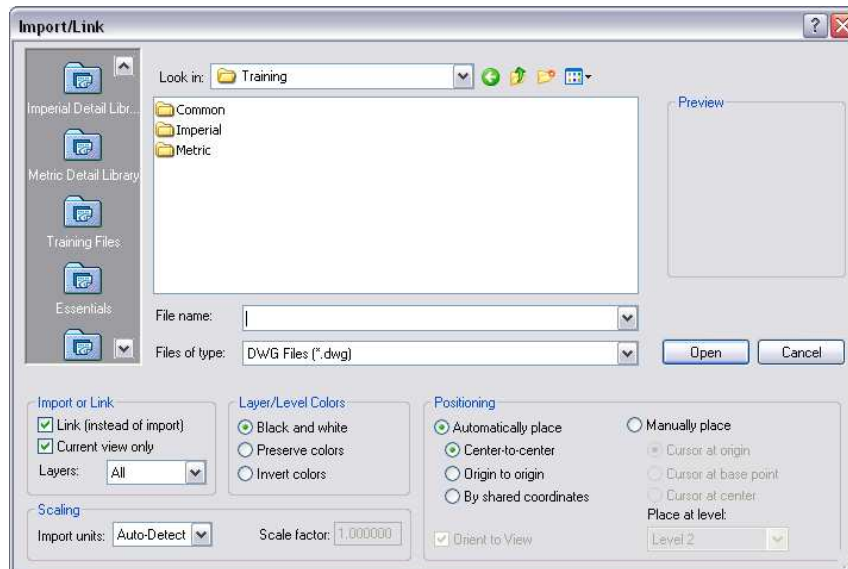 Import/Link
Look in: Training
Imperial Detail Libr...
Metric Detail Library
Training Files
Essentials
Common
Imperial
Metric
Preview
File name:
Files of type: DWG Files (*.dwg)
Open
Cancel
Import or Link
Link (instead of import)
Current view only
Layers: All
Layer/Level Colors
Black and white
Preserve colors
Invert colors
Positioning
Automatically place
Center-to-center
Origin to origin
By shared coordinates
Orient to View
Manually place
Cursor at origin
Cursor at base point
Cursor at center
Place at level:
Level 2
Scaling
Import units: Auto-Detect
Scale factor: 1.000000